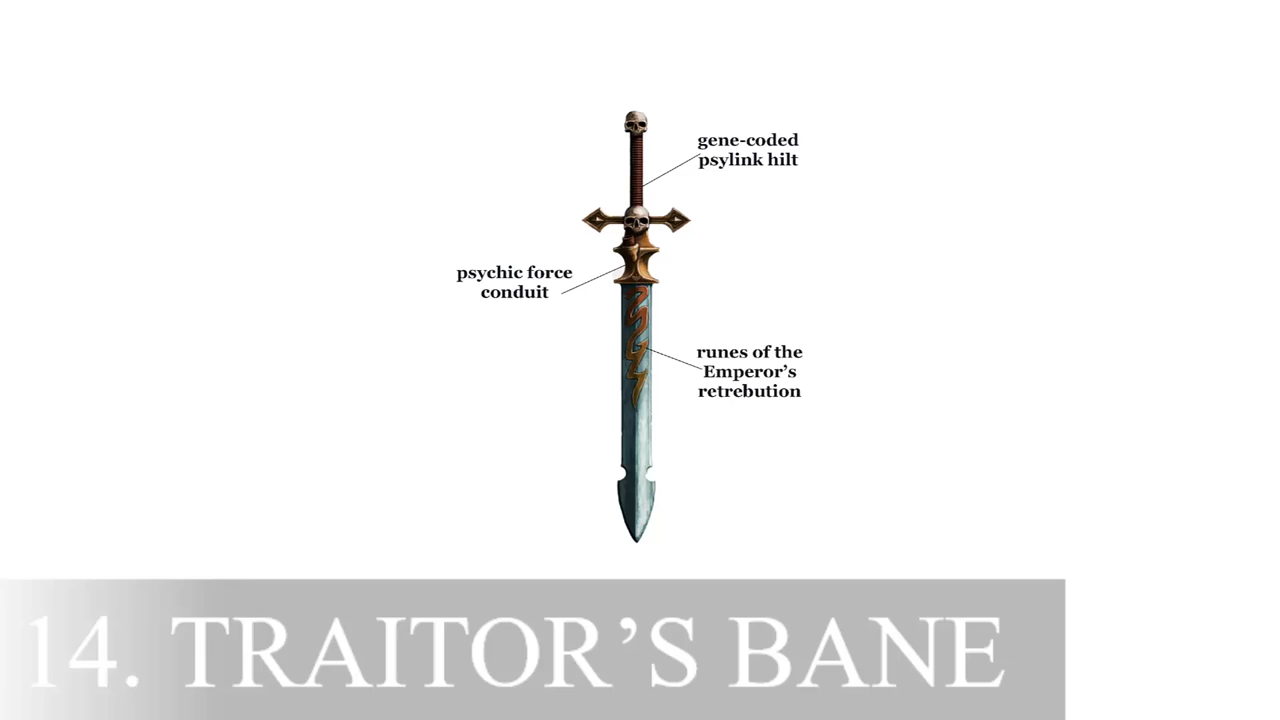 gene-coded
psylink hilt
psychic force
conduit
runes of the
Emperor's
retrebution
14. TRAITOR'S BANE